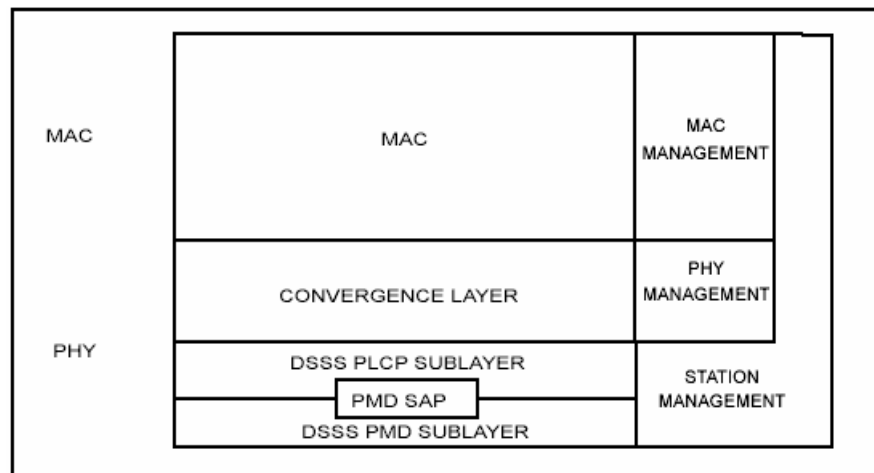 MAC
MAC
MAC
MANAGEMENT
CONVERGENCE LAYER
PHY
MANAGEMENT
PHY
DSSS PLCP SUBLAYER
PMD SAP
DSSS PMD SUBLAYER
STATION
MANAGEMENT